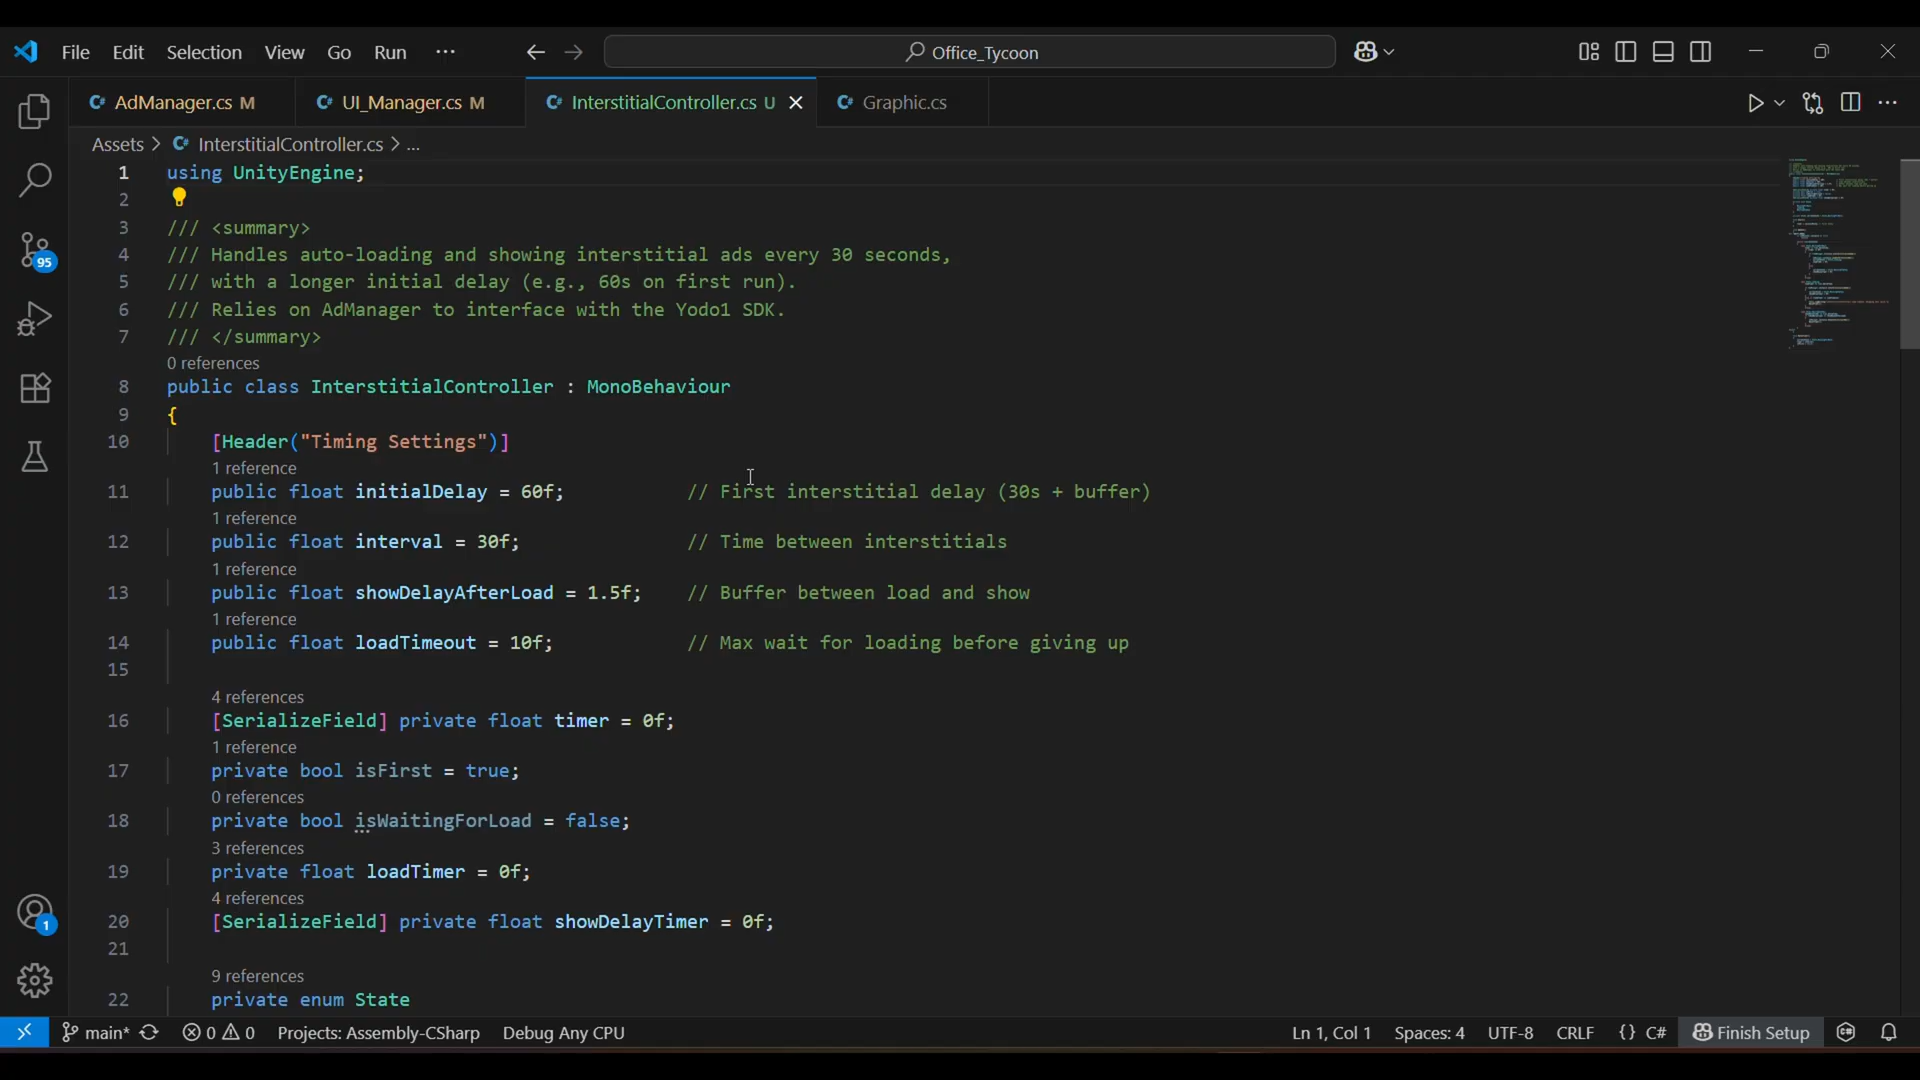 File Edit Selection View Go Run ··· Office_Tycoon
AdManager.cs M UI_Manager.cs M InterstitialController.cs U Graphic.cs
Assets > InterstitialController.cs > ...
1 using UnityEngine;
2
3 /// <summary>
4 /// Handles auto-loading and showing interstitial ads every 30 seconds,
5 /// with a longer initial delay (e.g., 60s on first run).
6 /// Relies on AdManager to interface with the Yodo1 SDK.
7 /// </summary>
0 references
8 public class InterstitialController : MonoBehaviour
9 {
10 [Header("Timing Settings")]
1 reference
11 public float initialDelay = 60f; // First interstitial delay (30s + buffer)
1 reference
12 public float interval = 30f; // Time between interstitials
1 reference
13 public float showDelayAfterLoad = 1.5f; // Buffer between load and show
1 reference
14 public float loadTimeout = 10f; // Max wait for loading before giving up
15
4 references
16 [SerializeField] private float timer = 0f;
1 reference
17 private bool isFirst = true;
0 references
18 private bool isWaitingForLoad = false;
3 references
19 private float loadTimer = 0f;
4 references
20 [SerializeField] private float showDelayTimer = 0f;
21
9 references
22 private enum State
95
1
main* 0 0 Projects: Assembly-CSharp Debug Any CPU Ln 1, Col 1 Spaces: 4 UTF-8 CRLF {} C# Finish Setup